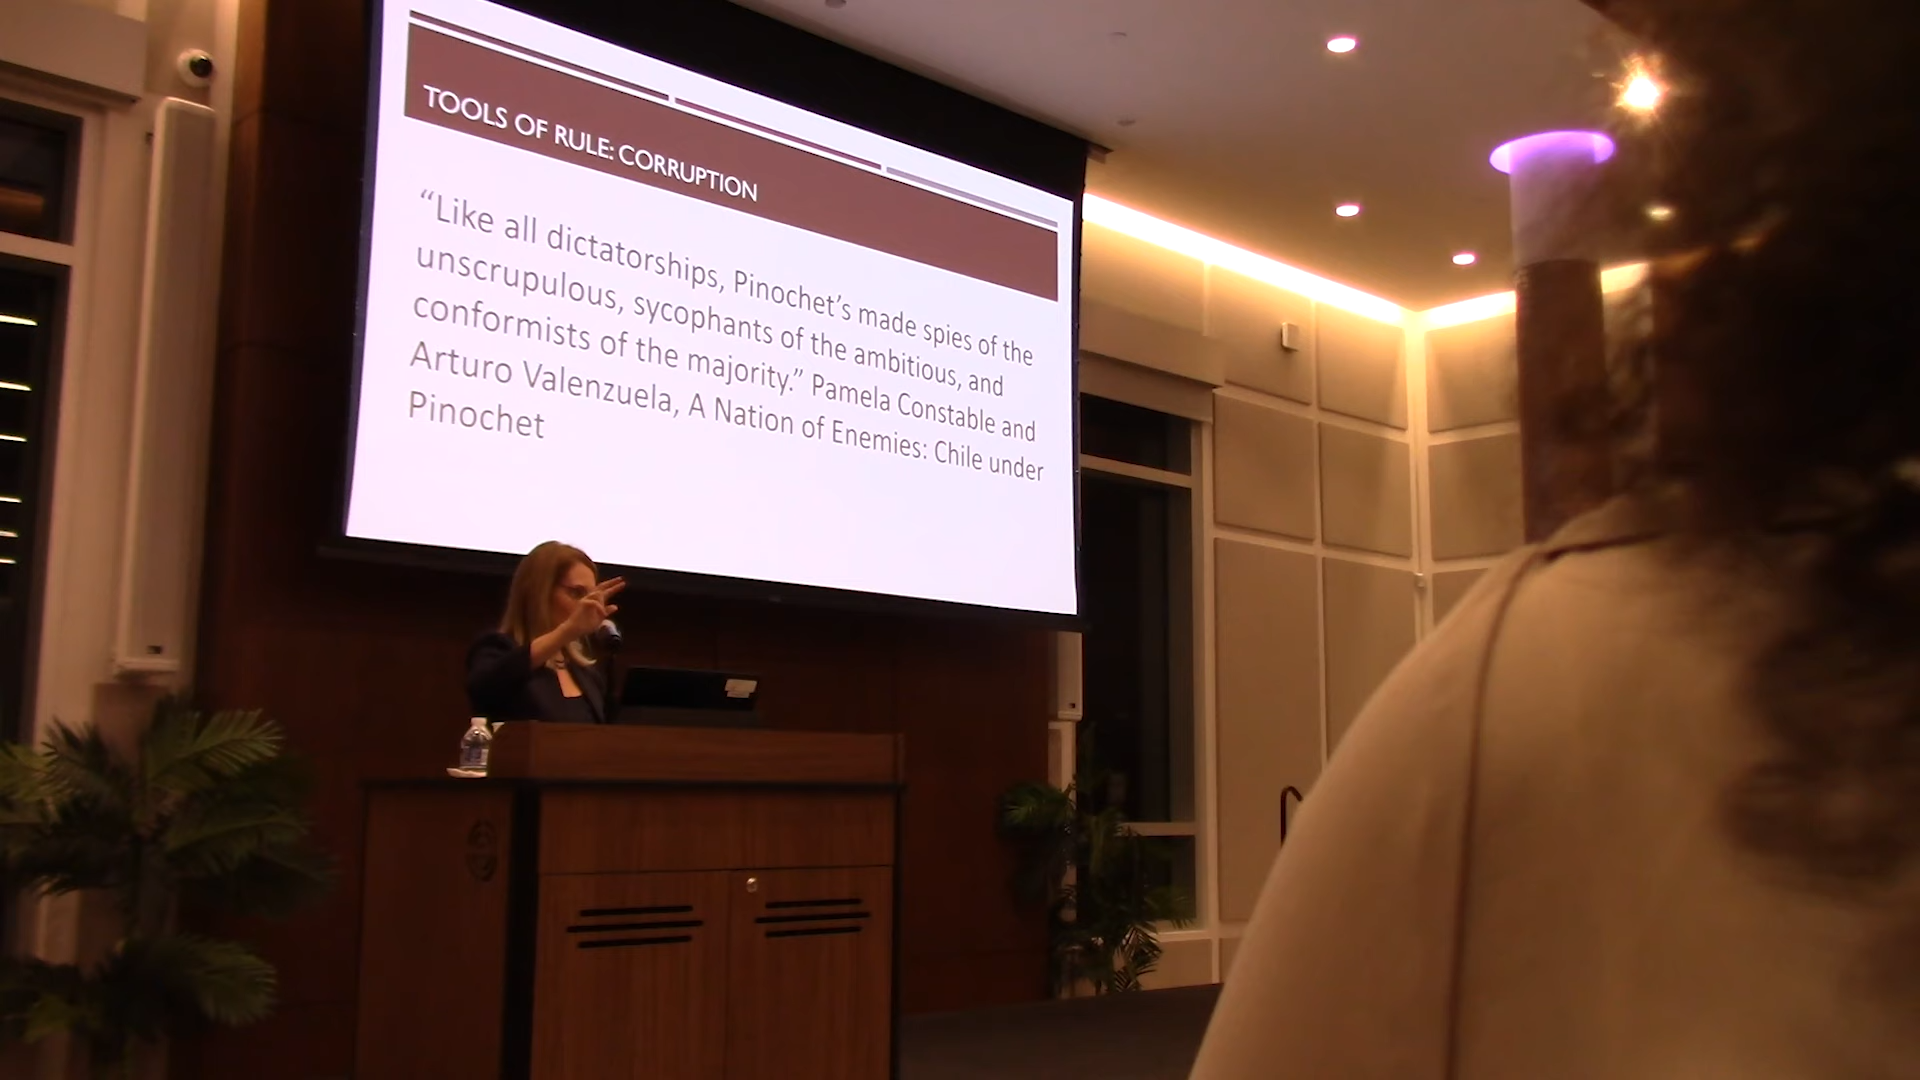 TOOLS OF RULE: CORRUPTION
“Like all dictatorships, Pinochet’s made spies of the
unscrupulous, sycophants of the ambitious, and
conformists of the majority.” Pamela Constable and
Arturo Valenzuela, A Nation of Enemies: Chile under
Pinochet